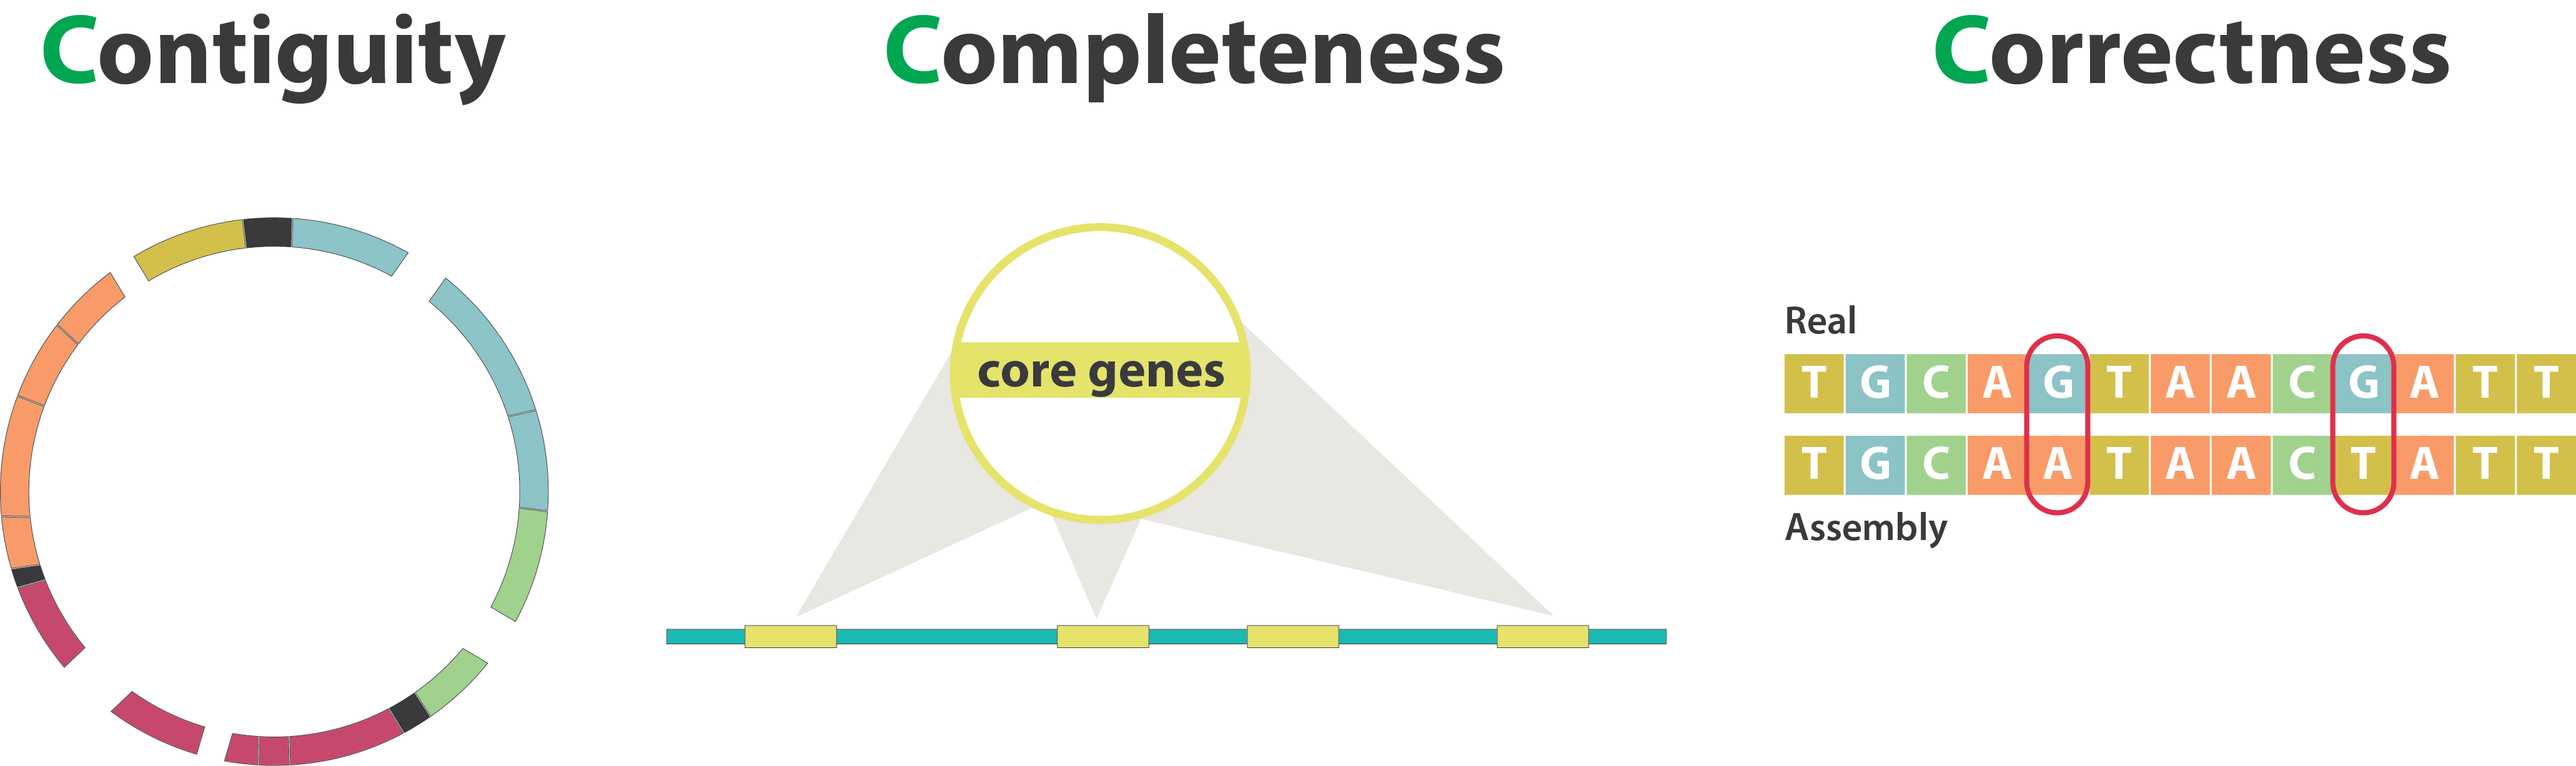 Contiguity
Completeness
Correctness
core genes
Real
T G C A G T A A C G A T T
T G C A A T A A C T A T T
Assembly